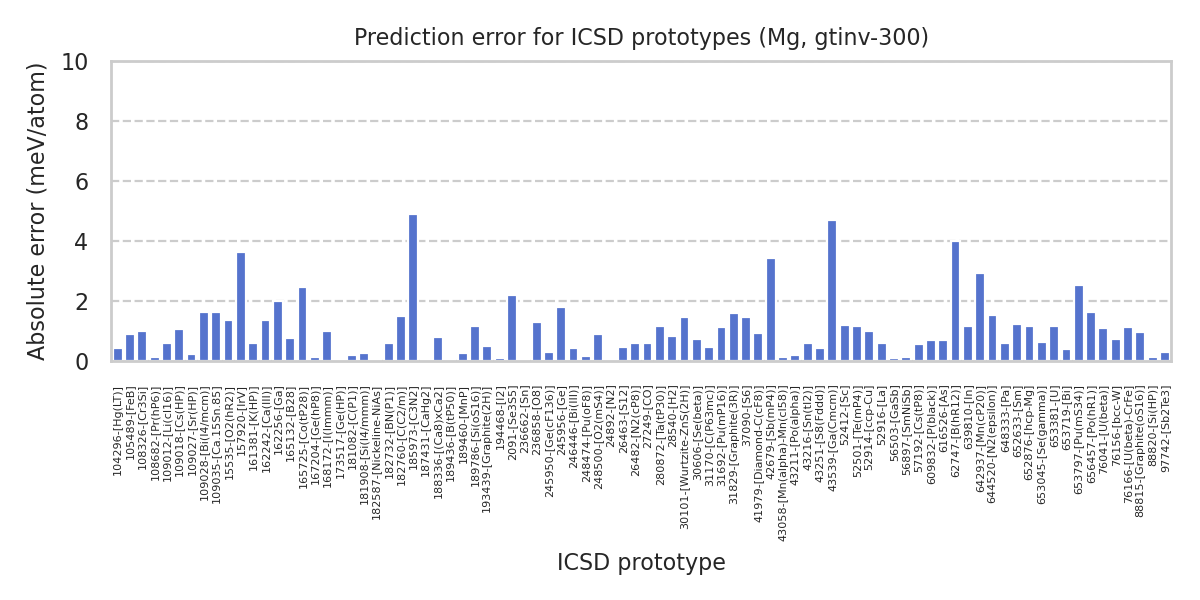 Prediction error for ICSD prototypes (Mg, gtinv-300)
Absolute error (meV/atom)
10
8
6
4
2
0
104296-[Hg(LT)]
105489-[FeB]
108326-[Cr3Si]
108682-[Pr(hP6)]
109012-[Li(cI16)]
109018-[Cs(HP)]
109027-[Sr(HP)]
109028-[Bi(I4/mcm)]
109035-[Ca.15Sn.85]
15535-[O2(hR2)]
157920-[IrV]
161381-[K(HP)]
162242-[Ca(III)]
162256-[Ga]
165132-[B28]
165725-[Co(tP28)]
167204-[Ge(hP8)]
168172-[I(Immm)]
173517-[Ge(HP)]
181082-[C(P1)]
181908-[Si(I4/mmm)]
182587-[Nickeline-NiAs]
182732-[BN(P1)]
182760-[C(C2/m)]
185973-[C3N2]
187431-[CaHg2]
188336-[(Ca8)xCa2]
189436-[B(tP50)]
189460-[MnP]
189786-[Si(oS16)]
193439-[Graphite(2H)]
194468-[I2]
2091-[Se3S5]
236662-[Sn]
236858-[O8]
245950-[Ge(cF136)]
245956-[Ge]
246446-[Bi(III)]
248474-[Pu(oF8)]
248500-[O2(mS4)]
24892-[N2]
26463-[S12]
26482-[N2(cP8)]
27249-[CO]
280872-[Ta(tP30)]
28540-[H2]
30101-[Wurtzite-ZnS(2H)]
30606-[Se(beta)]
31170-[C(P63mc)]
31692-[Pu(mP16)]
31829-[Graphite(3R)]
37090-[S6]
41979-[Diamond-C(cF8)]
42679-[Sb(mP4)]
43058-[Mn(alpha)-Mn(cI58)]
43211-[Po(alpha)]
43216-[Sn(tI2)]
43251-[S8(Fddd)]
43539-[Ga(Cmcm)]
52412-[Sc]
52501-[Te(mP4)]
52914-[fcc-Cu]
52916-[La]
56503-[GaSb]
56897-[SmNiSb]
57192-[Cs(tP8)]
609832-[P(black)]
616526-[As]
62747-[B(hR12)]
639810-[In]
642937-[Mn(cP20)]
644520-[N2(epsilon)]
648333-[Pa]
652633-[Sm]
652876-[hcp-Mg]
653045-[Se(gamma)]
653381-[U]
653719-[Bi]
653797-[Pu(mS34)]
656457-[Po(hR1)]
76041-[U(beta)]
76156-[bcc-W]
76166-[U(beta)-CrFe]
88815-[Graphite(oS16)]
88820-[Si(HP)]
97742-[Sb2Te3]
ICSD prototype